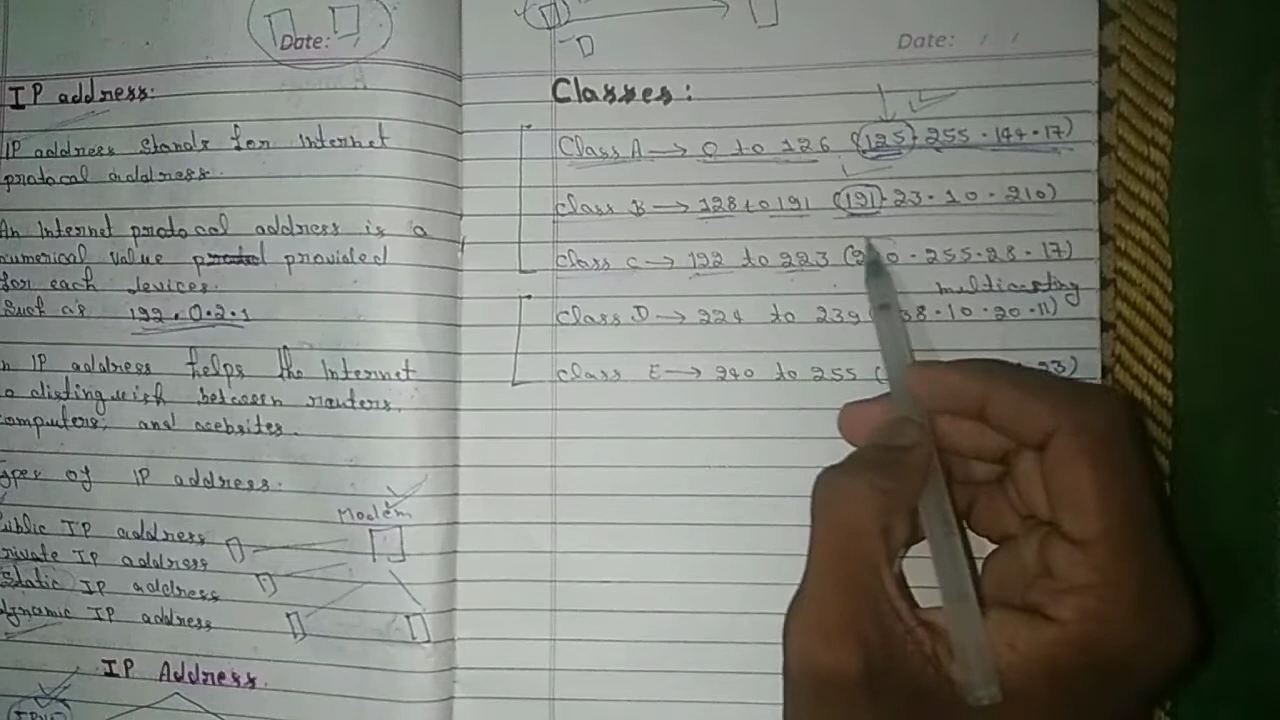 Date:
IP address:
IP address stands for Internet
protocal address.
An Internet protocal address is a
numerical value provided
for each devices.
Such as 192.0.2.1
IP address helps the Internet
distinguish between routers,
computers, and websites.
of IP address.
Modem
Public IP address
Private IP address
Static IP address
dynamic IP address
IP Address.
Date: / /
Classes:
Class A → 0 to 126 (125.255.144.17)
class B → 128 to 191 (191.23.10.210)
class c → 192 to 223 ( .255.28.17)
multicasting
class D → 224 to 239 .10.20.11)
class E → 240 to 255 (